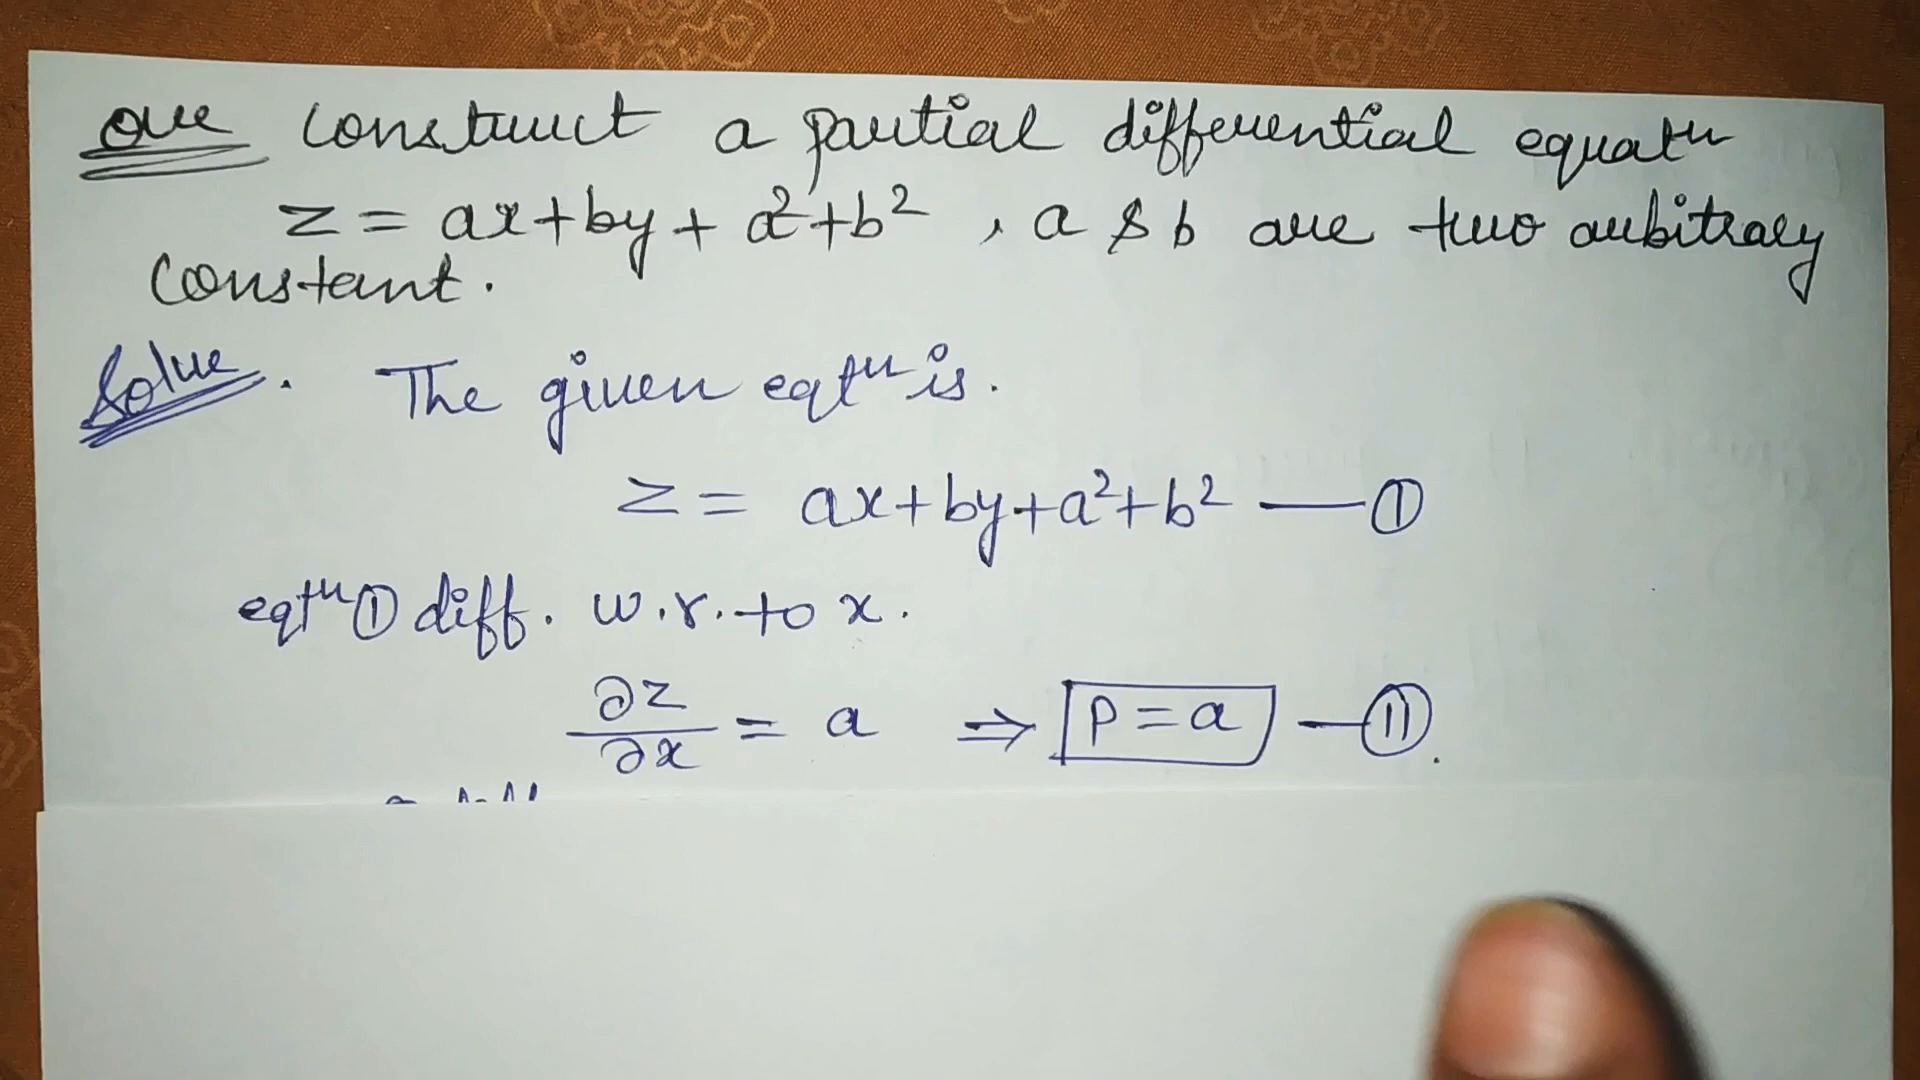 Que Construct a partial differential equatn
z = ax+by+a²+b² , a & b are two arbitrary
Constant.
Solve. The given eqtn is.
z = ax+by+a²+b² —①
eqtn ① diff. w.r.to x.
∂z/∂x = a ⇒ P = a —⑪.